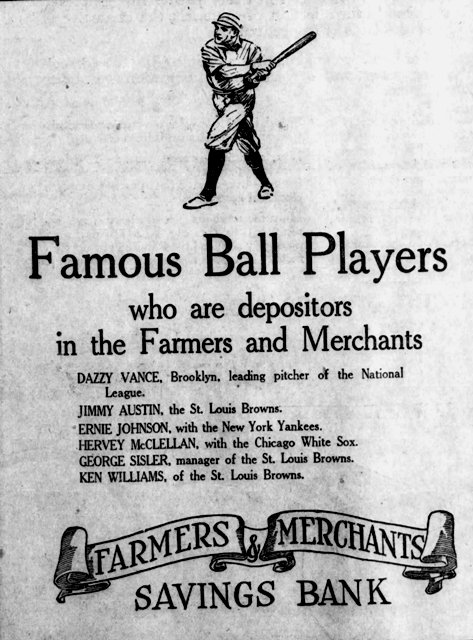 Famous Ball Players
who are depositors
in the Farmers and Merchants
DAZZY VANCE, Brooklyn, leading pitcher of the National
League.
JIMMY AUSTIN, the St. Louis Browns.
ERNIE JOHNSON, with the New York Yankees.
HERVEY McCLELLAN, with the Chicago White Sox.
GEORGE SISLER, manager of the St. Louis Browns.
KEN WILLIAMS, of the St. Louis Browns.
FARMERS & MERCHANTS
SAVINGS BANK